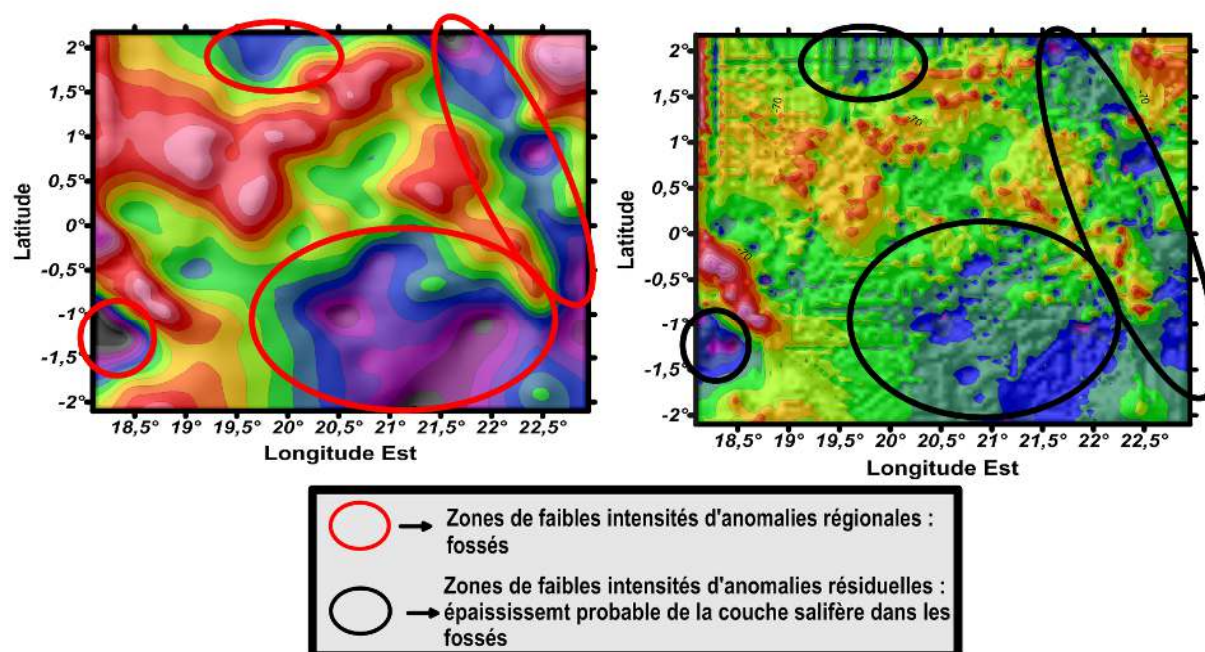 2°
1,5°
1°
0,5°
0°
-0,5°
-1°
-1,5°
-2°
Latitude
18,5° 19° 19,5° 20° 20,5° 21° 21,5° 22° 22,5°
Longitude Est
2°
1,5°
1°
0,5°
0°
-0,5°
-1°
-1,5°
-2°
Latitude
-70
-70
-70
-70
18,5° 19° 19,5° 20° 20,5° 21° 21,5° 22° 22,5°
Longitude Est
Zones de faibles intensités d'anomalies régionales :
fossés
Zones de faibles intensités d'anomalies résiduelles :
épaississemt probable de la couche salifère dans les
fossés